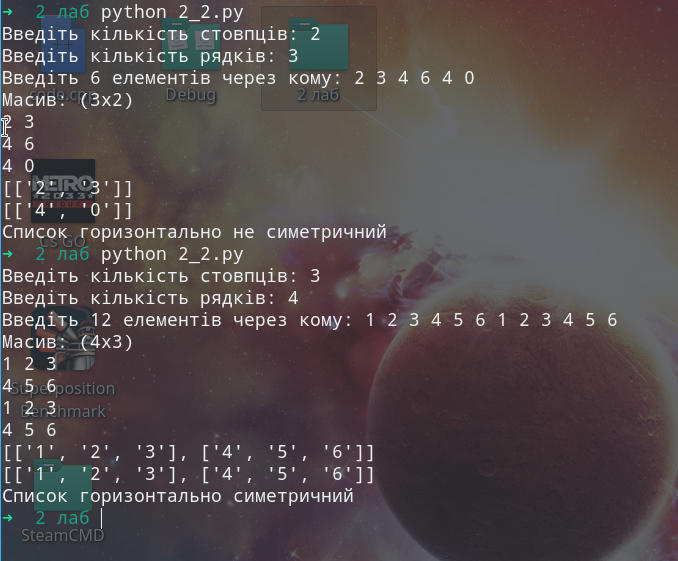 ➜  2 лаб python 2_2.py
Введіть кількість стовпців: 2
Введіть кількість рядків: 3
Введіть 6 елементів через кому: 2 3 4 6 4 0
Масив: (3x2)
2 3
4 6
4 0
[['2', '3']]
[['4', '0']]
Список горизонтально не симетричний
➜  2 лаб python 2_2.py
Введіть кількість стовпців: 3
Введіть кількість рядків: 4
Введіть 12 елементів через кому: 1 2 3 4 5 6 1 2 3 4 5 6
Масив: (4x3)
1 2 3
4 5 6
1 2 3
4 5 6
[['1', '2', '3'], ['4', '5', '6']]
[['1', '2', '3'], ['4', '5', '6']]
Список горизонтально симетричний
➜  2 лаб
Debug
2 лаб
METRO
Cs GO
Superposition
Benchmark
SteamCMD